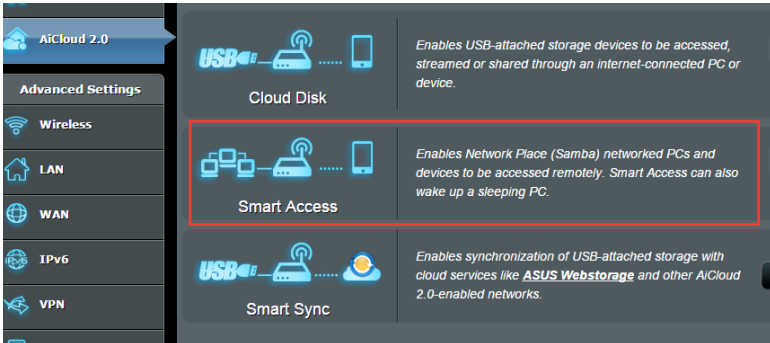 AiCloud 2.0
Advanced Settings
Wireless
LAN
WAN
IPv6
IPv6
VPN
USB
Cloud Disk
Enables USB-attached storage devices to be accessed,
streamed or shared through an internet-connected PC or
device.
Smart Access
Enables Network Place (Samba) networked PCs and
devices to be accessed remotely. Smart Access can also
wake up a sleeping PC.
USB
Smart Sync
Enables synchronization of USB-attached storage with
cloud services like ASUS Webstorage and other AiCloud
2.0-enabled networks.